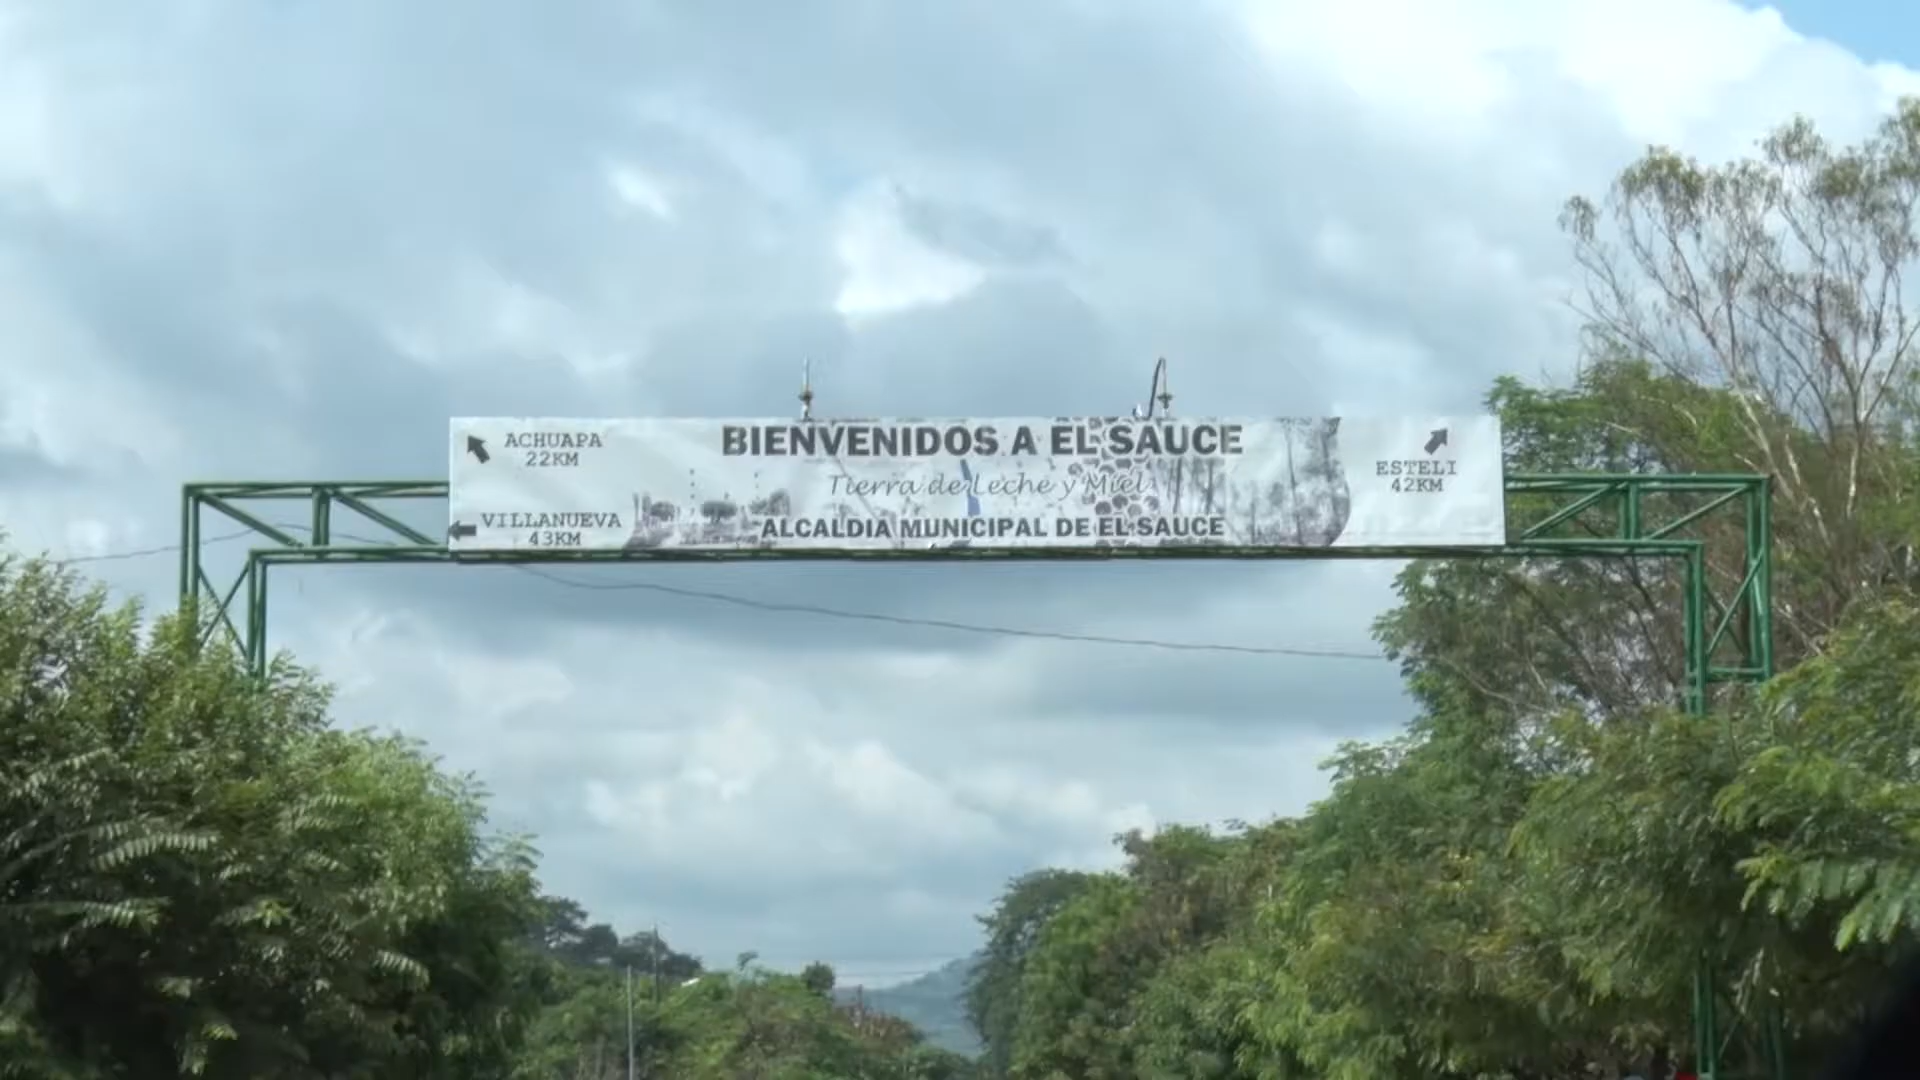 ACHUAPA
22KM
VILLANUEVA
43KM
BIENVENIDOS A EL SAUCE
Tierra de Leche y Miel
ALCALDIA MUNICIPAL DE EL SAUCE
ESTELI
42KM